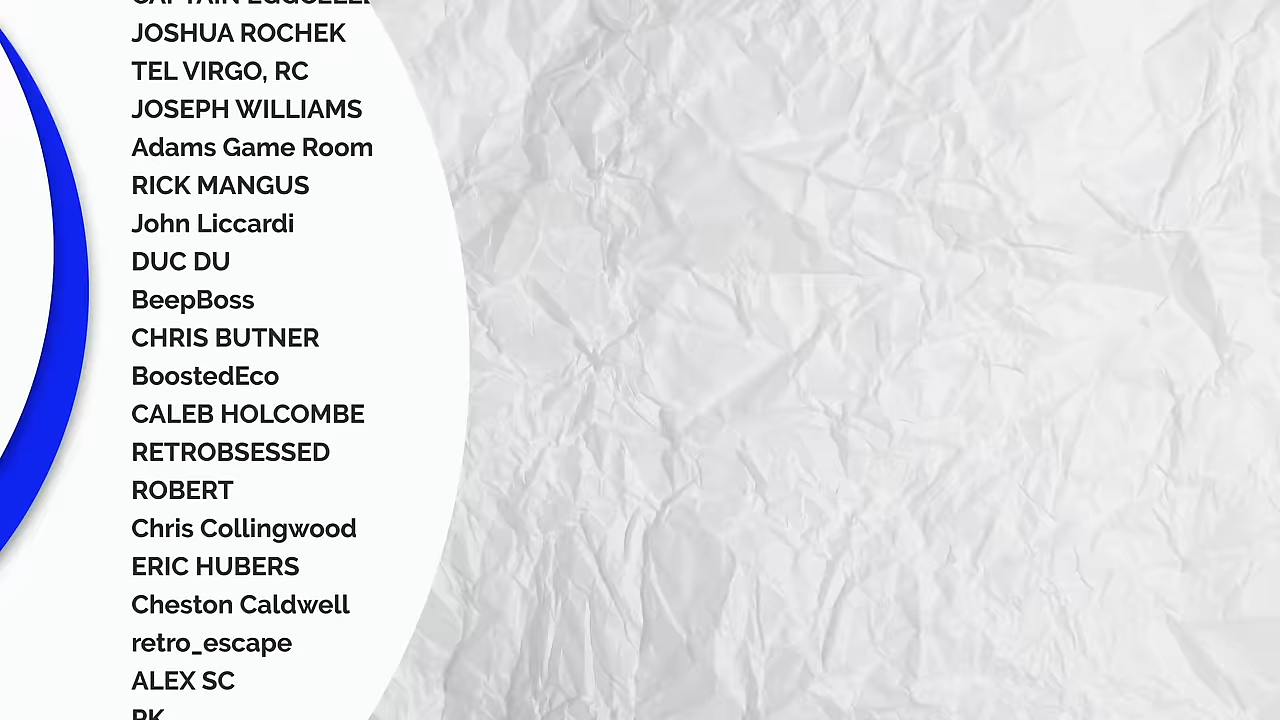 CAPTAIN
JOSHUA ROCHEK
TEL VIRGO, RC
JOSEPH WILLIAMS
Adams Game Room
RICK MANGUS
John Liccardi
DUC DU
BeepBoss
CHRIS BUTNER
BoostedEco
CALEB HOLCOMBE
RETROBSESSED
ROBERT
Chris Collingwood
ERIC HUBERS
Cheston Caldwell
retro_escape
ALEX SC